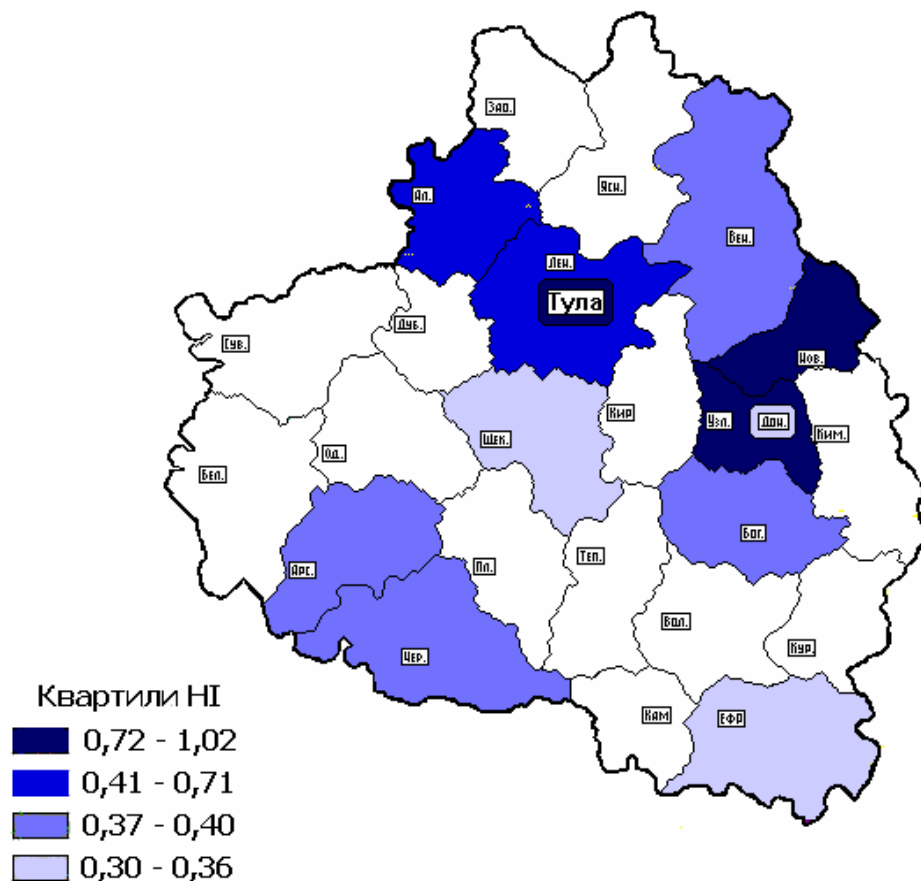 Зао.
Ясн.
Ал.
Вен.
Лен.
Тула
Дуб.
Сув.
Нов.
Кир
Узл.
Дон.
Ким.
Щек.
Од.
Бел.
Бог.
Арс.
Пл.
Теп.
Вол.
Кур.
Чер.
Кам
Ефр
Квартили HI
0,72 - 1,02
0,41 - 0,71
0,37 - 0,40
0,30 - 0,36